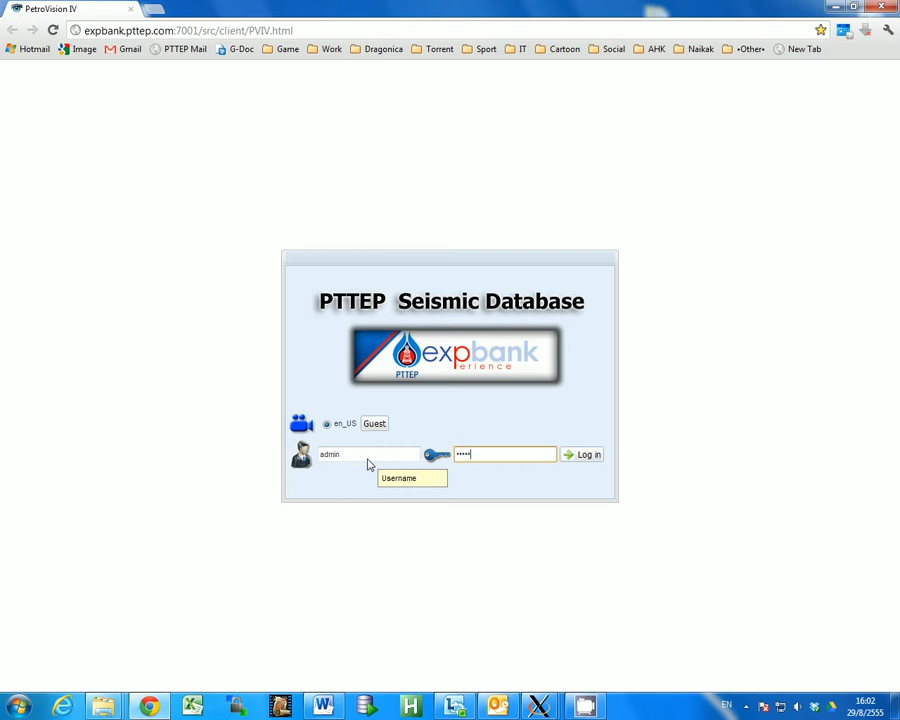 PetroVision IV
expbank.pttep.com:7001/src/client/PVIV.html
Hotmail Image Gmail PTTEP Mail G-Doc Game Work Dragonica Torrent Sport IT Cartoon Social AHK Naikak •Other• New Tab
PTTEP Seismic Database
expbank
erience
PTTEP
en_US Guest
admin ••••• Log in
Username
EN 16:02
29/8/2555